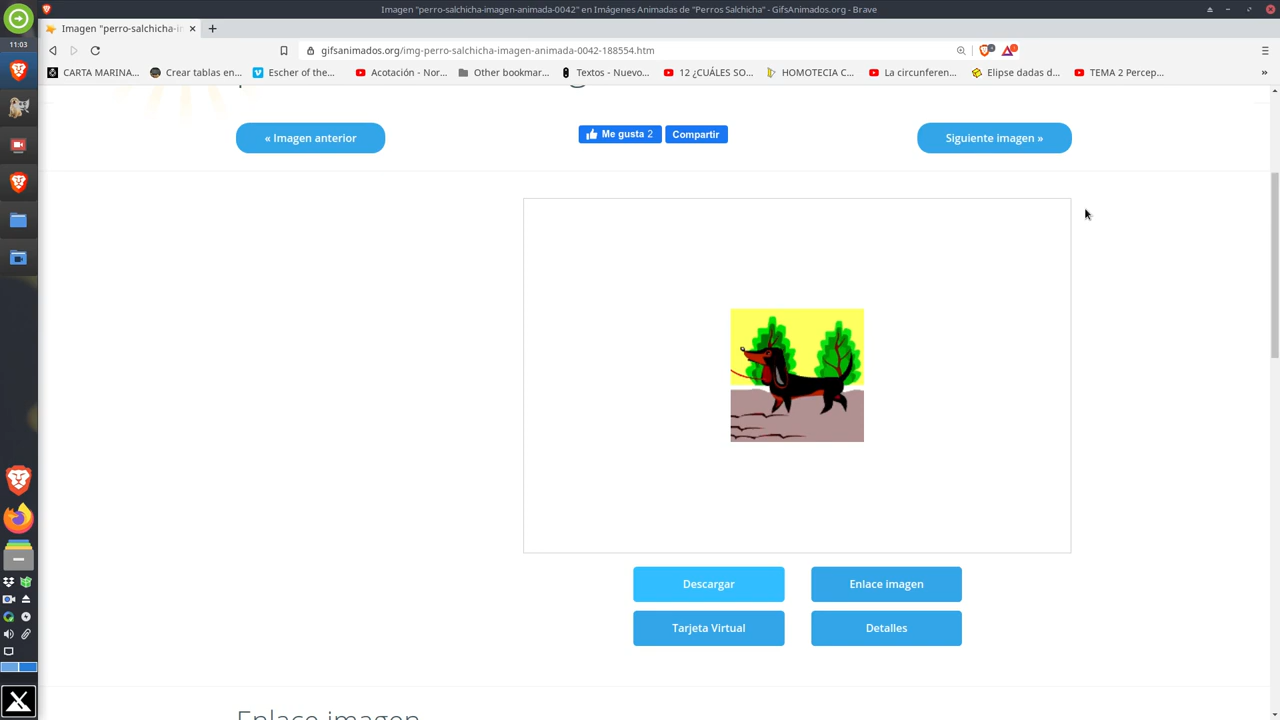 Imagen "perro-salchicha-imagen-animada-0042" en Imágenes Animadas de "Perros Salchicha" - GifsAnimados.org - Brave
11:03
Imagen "perro-salchicha-i
gifsanimados.org/img-perro-salchicha-imagen-animada-0042-188554.htm
CARTA MARINA...
Crear tablas en...
Escher of the...
Acotación - Nor...
Other bookmar...
Textos - Nuevo...
12 ¿CUÁLES SO...
HOMOTECIA C...
La circunferen...
Elipse dadas d...
TEMA 2 Percep...
»
« Imagen anterior
Me gusta 2
Compartir
Siguiente imagen »
Descargar
Enlace imagen
Tarjeta Virtual
Detalles
Enlace imagen